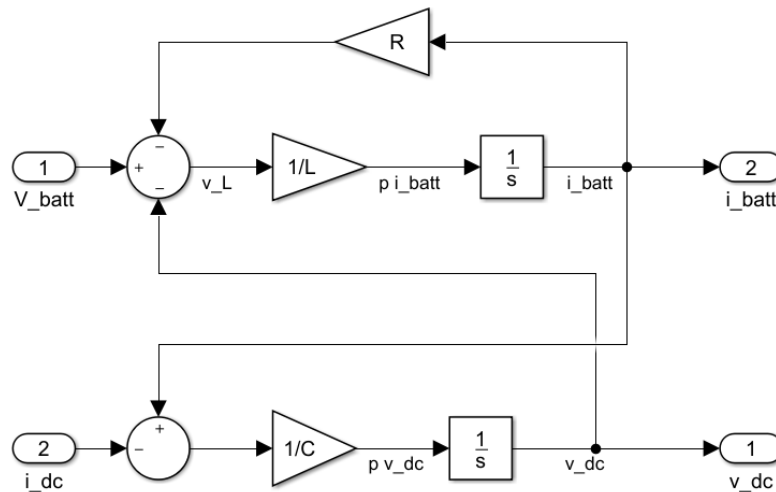 R
−
1
+
−
1/L
1
s
2
V_batt
v_L
p i_batt
i_batt
i_batt
2
+
−
1/C
1
s
1
i_dc
p v_dc
v_dc
v_dc